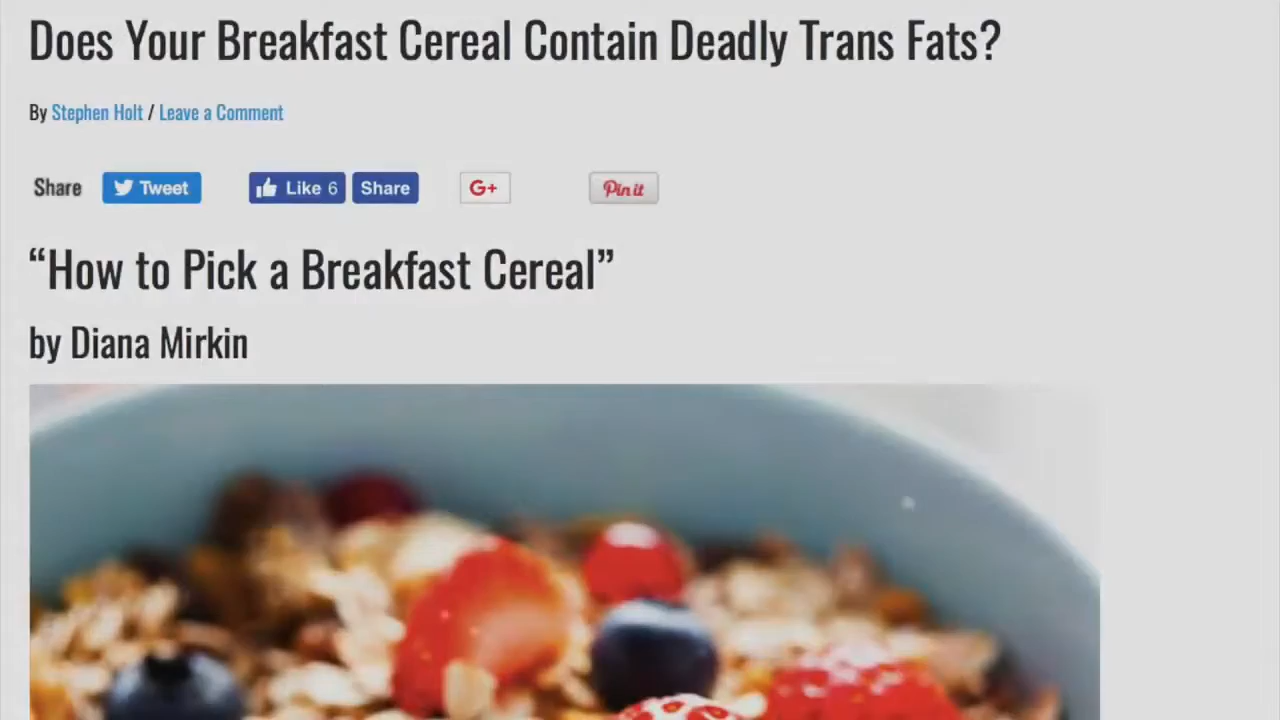 Does Your Breakfast Cereal Contain Deadly Trans Fats?
By Stephen Holt / Leave a Comment
Share Tweet Like 6 Share G+ Pin it
“How to Pick a Breakfast Cereal”
by Diana Mirkin